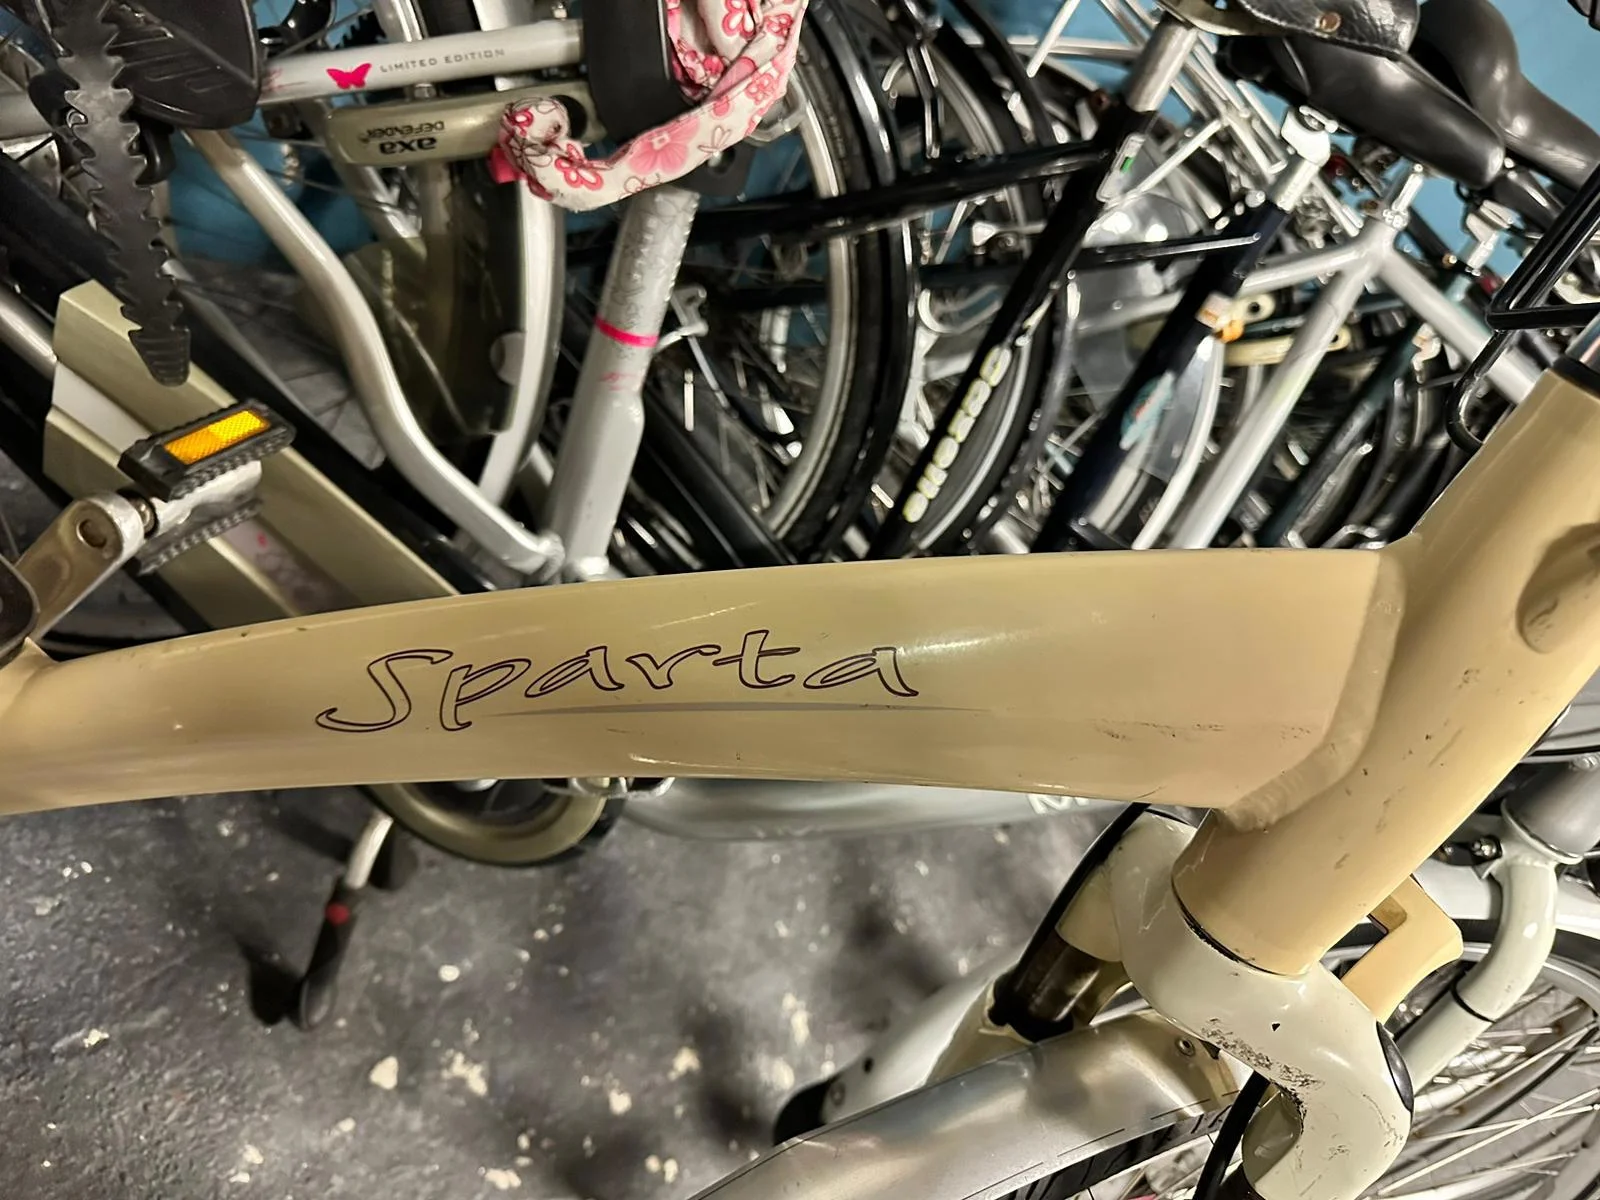 LIMITED EDITION
axa
DEFENDER
Sparta